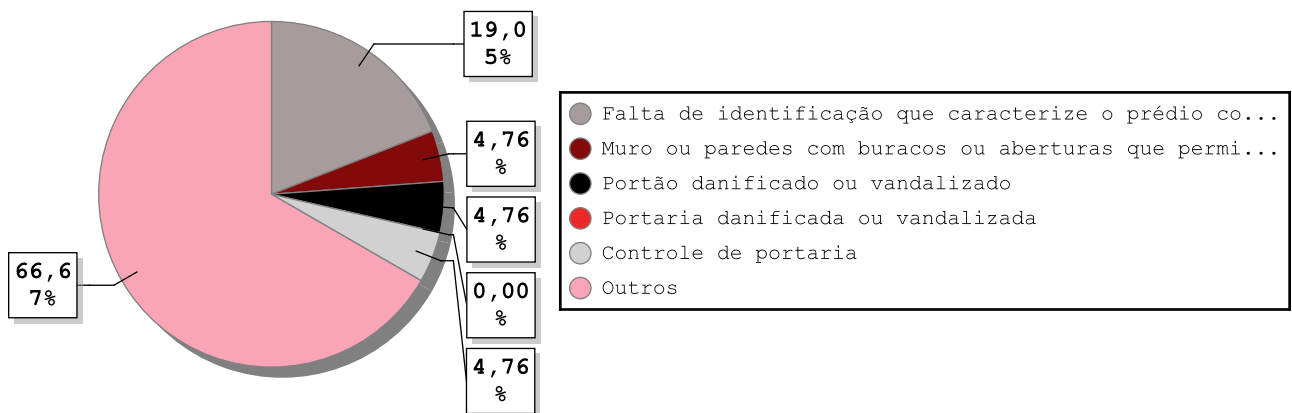 19,0
5%
4,76
%
4,76
%
0,00
%
4,76
%
66,6
7%
Falta de identificação que caracterize o prédio co...
Muro ou paredes com buracos ou aberturas que permi...
Portão danificado ou vandalizado
Portaria danificada ou vandalizada
Controle de portaria
Outros